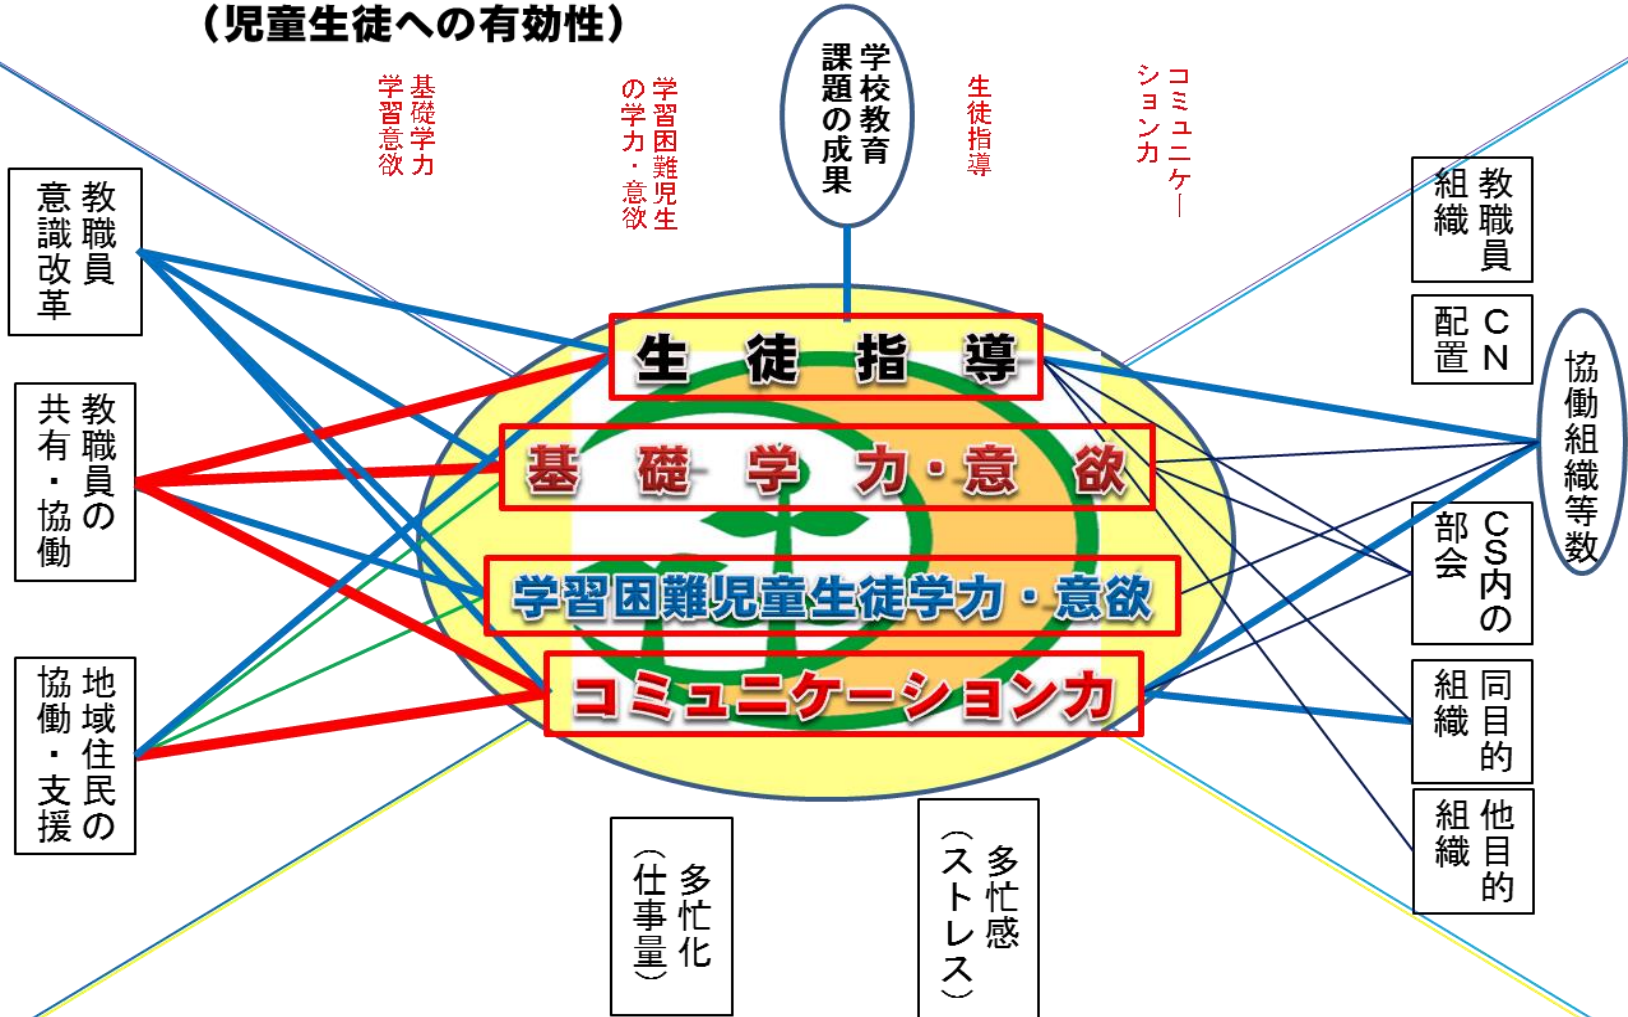 （児童生徒への有効性）
基礎学力
学習意欲
学習困難児生
の学力・意欲
学校教育
課題の成果
生徒指導
コミュニケー
ション力
教職員
意識改革
教職員の
共有・協働
地域住民の
協働・支援
生徒指導
基礎学力・意欲
学習困難児童生徒学力・意欲
コミュニケーション力
教職員
組織
ＣＮ
配置
協働組織等数
ＣＳ内の
部会
同目的
組織
他目的
組織
多忙化
（仕事量）
多忙感
（ストレス）